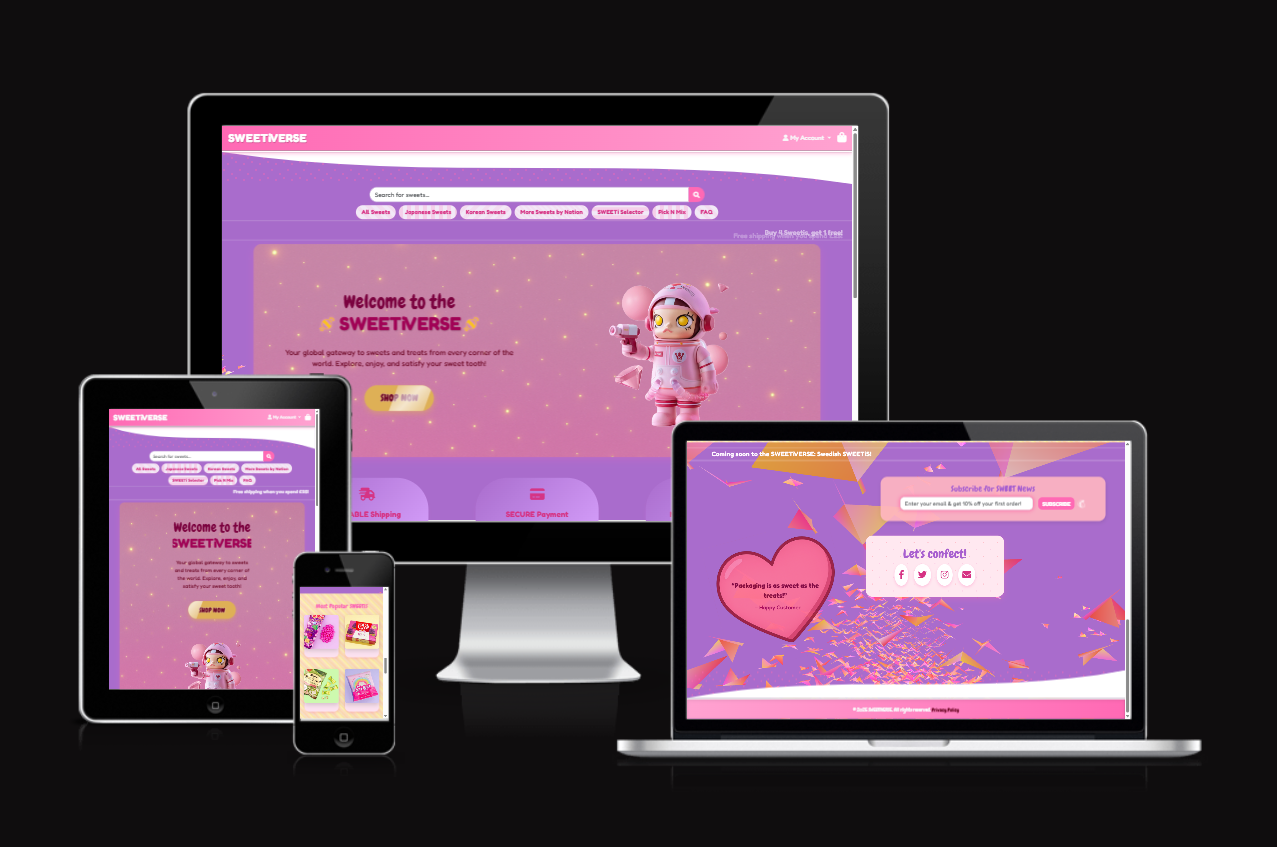 SWEETiVERSE
My Account
Search for sweets...
All Sweets
Japanese Sweets
Korean Sweets
More Sweets by Nation
SWEETi Selector
Pick N Mix
FAQ
Buy 4 Sweetis, get 1 free!
Free shipping when you spend
Welcome to the
SWEETiVERSE
Your global gateway to sweets and treats from every corner of the
world. Explore, enjoy, and satisfy your sweet tooth!
SHOP NOW
ABLE Shipping
SECURE Payment
SWEETiVERSE
My Account
Search for sweets...
All Sweets
Japanese Sweets
Korean Sweets
More Sweets by Nation
SWEETi Selector
Pick N Mix
FAQ
Free shipping when you spend
Welcome to the
SWEETiVERSE
Your global gateway to sweets
and treats from every corner of
the world. Explore, enjoy, and
satisfy your sweet tooth!
SHOP NOW
Most Popular SWEETiS
Coming soon to the SWEETiVERSE: Swedish SWEETiS!
Subscribe for SWEET News
Enter your email & get 10% off your first order!
SUBSCRIBE
Let's confect!
"Packaging is as sweet as the
treats!"
- Happy Customer
All rights reserved. Privacy Policy